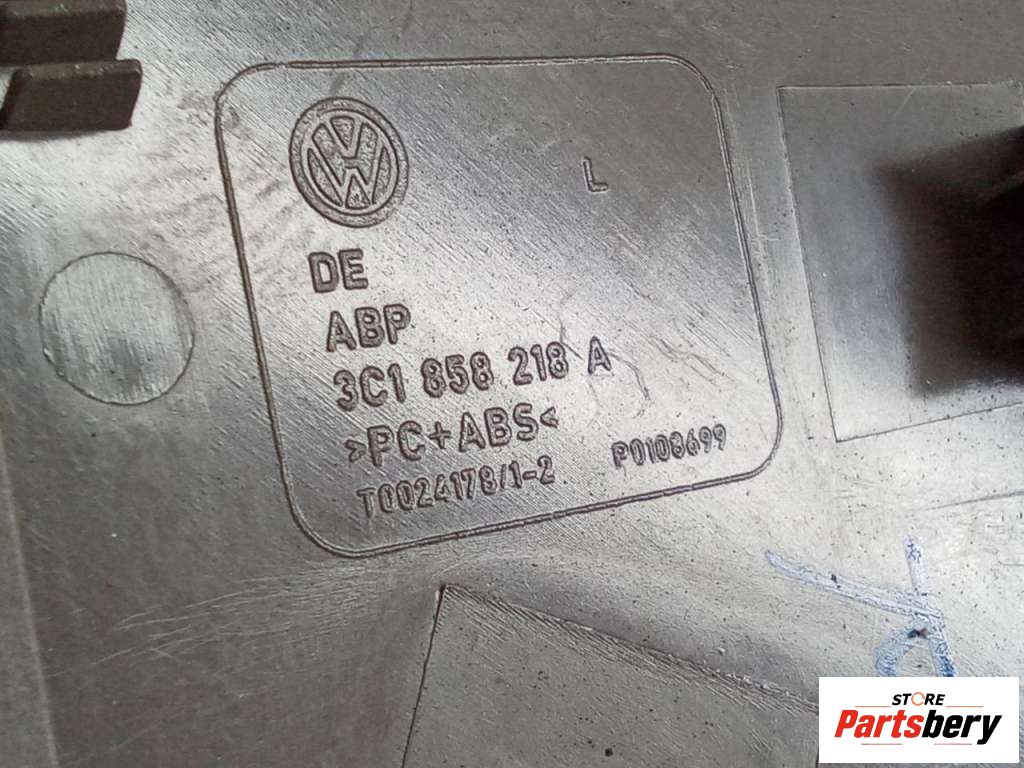 L
DE
ABP
3C1 858 218 A
>PC+ABS<
T0024178/1-2 P0108699
STORE
Partsbery